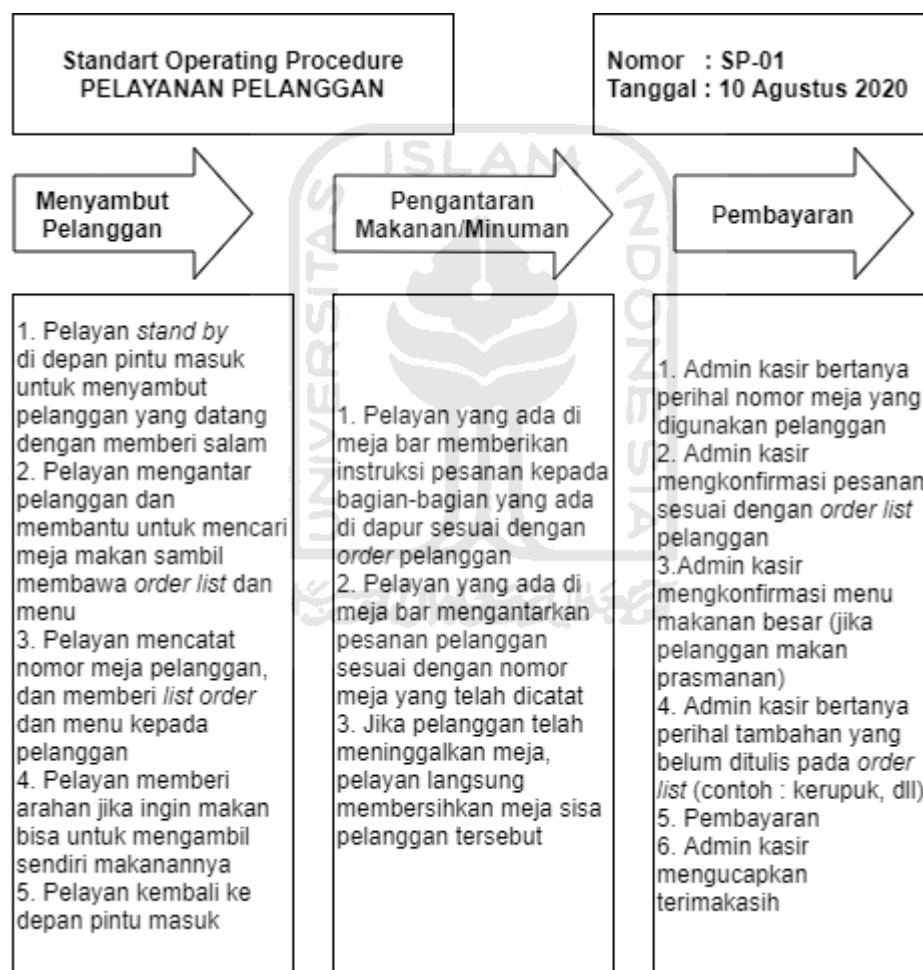 Standart Operating Procedure
PELAYANAN PELANGGAN
Nomor : SP-01
Tanggal : 10 Agustus 2020
Menyambut
Pelanggan
Pengantaran
Makanan/Minuman
Pembayaran
1. Pelayan stand by
di depan pintu masuk
untuk menyambut
pelanggan yang datang
dengan memberi salam
2. Pelayan mengantar
pelanggan dan
membantu untuk mencari
meja makan sambil
membawa order list dan
menu
3. Pelayan mencatat
nomor meja pelanggan,
dan memberi list order
dan menu kepada
pelanggan
4. Pelayan memberi
arahan jika ingin makan
bisa untuk mengambil
sendiri makanannya
5. Pelayan kembali ke
depan pintu masuk
1. Pelayan yang ada di
meja bar memberikan
instruksi pesanan kepada
bagian-bagian yang ada
di dapur sesuai dengan
order pelanggan
2. Pelayan yang ada di
meja bar mengantarkan
pesanan pelanggan
sesuai dengan nomor
meja yang telah dicatat
3. Jika pelanggan telah
meninggalkan meja,
pelayan langsung
membersihkan meja sisa
pelanggan tersebut
1. Admin kasir bertanya
perihal nomor meja yang
digunakan pelanggan
2. Admin kasir
mengkonfirmasi pesanan
sesuai dengan order list
pelanggan
3.Admin kasir
mengkonfirmasi menu
makanan besar (jika
pelanggan makan
prasmanan)
4. Admin kasir bertanya
perihal tambahan yang
belum ditulis pada order
list (contoh : kerupuk, dll)
5. Pembayaran
6. Admin kasir
mengucapkan
terimakasih
UNIVERSITAS
ISLAM
INDONESIA